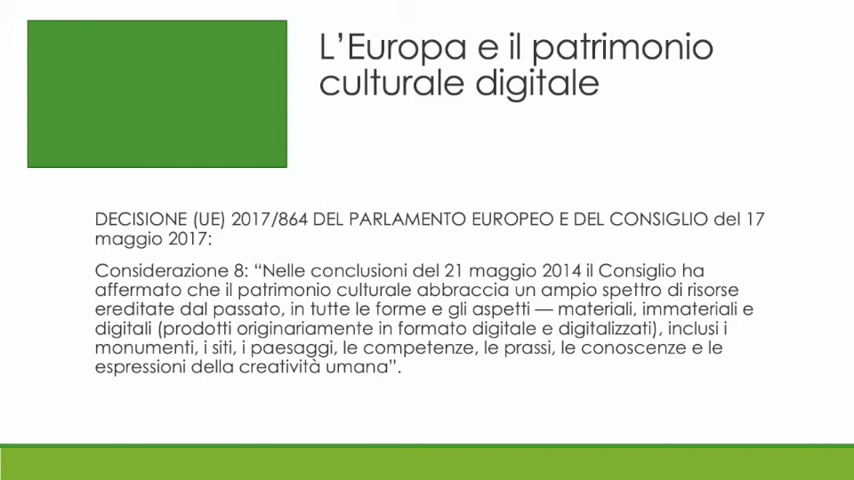 L’Europa e il patrimonio
culturale digitale
DECISIONE (UE) 2017/864 DEL PARLAMENTO EUROPEO E DEL CONSIGLIO del 17
maggio 2017:
Considerazione 8: “Nelle conclusioni del 21 maggio 2014 il Consiglio ha
affermato che il patrimonio culturale abbraccia un ampio spettro di risorse
ereditate dal passato, in tutte le forme e gli aspetti — materiali, immateriali e
digitali (prodotti originariamente in formato digitale e digitalizzati), inclusi i
monumenti, i siti, i paesaggi, le competenze, le prassi, le conoscenze e le
espressioni della creatività umana”.